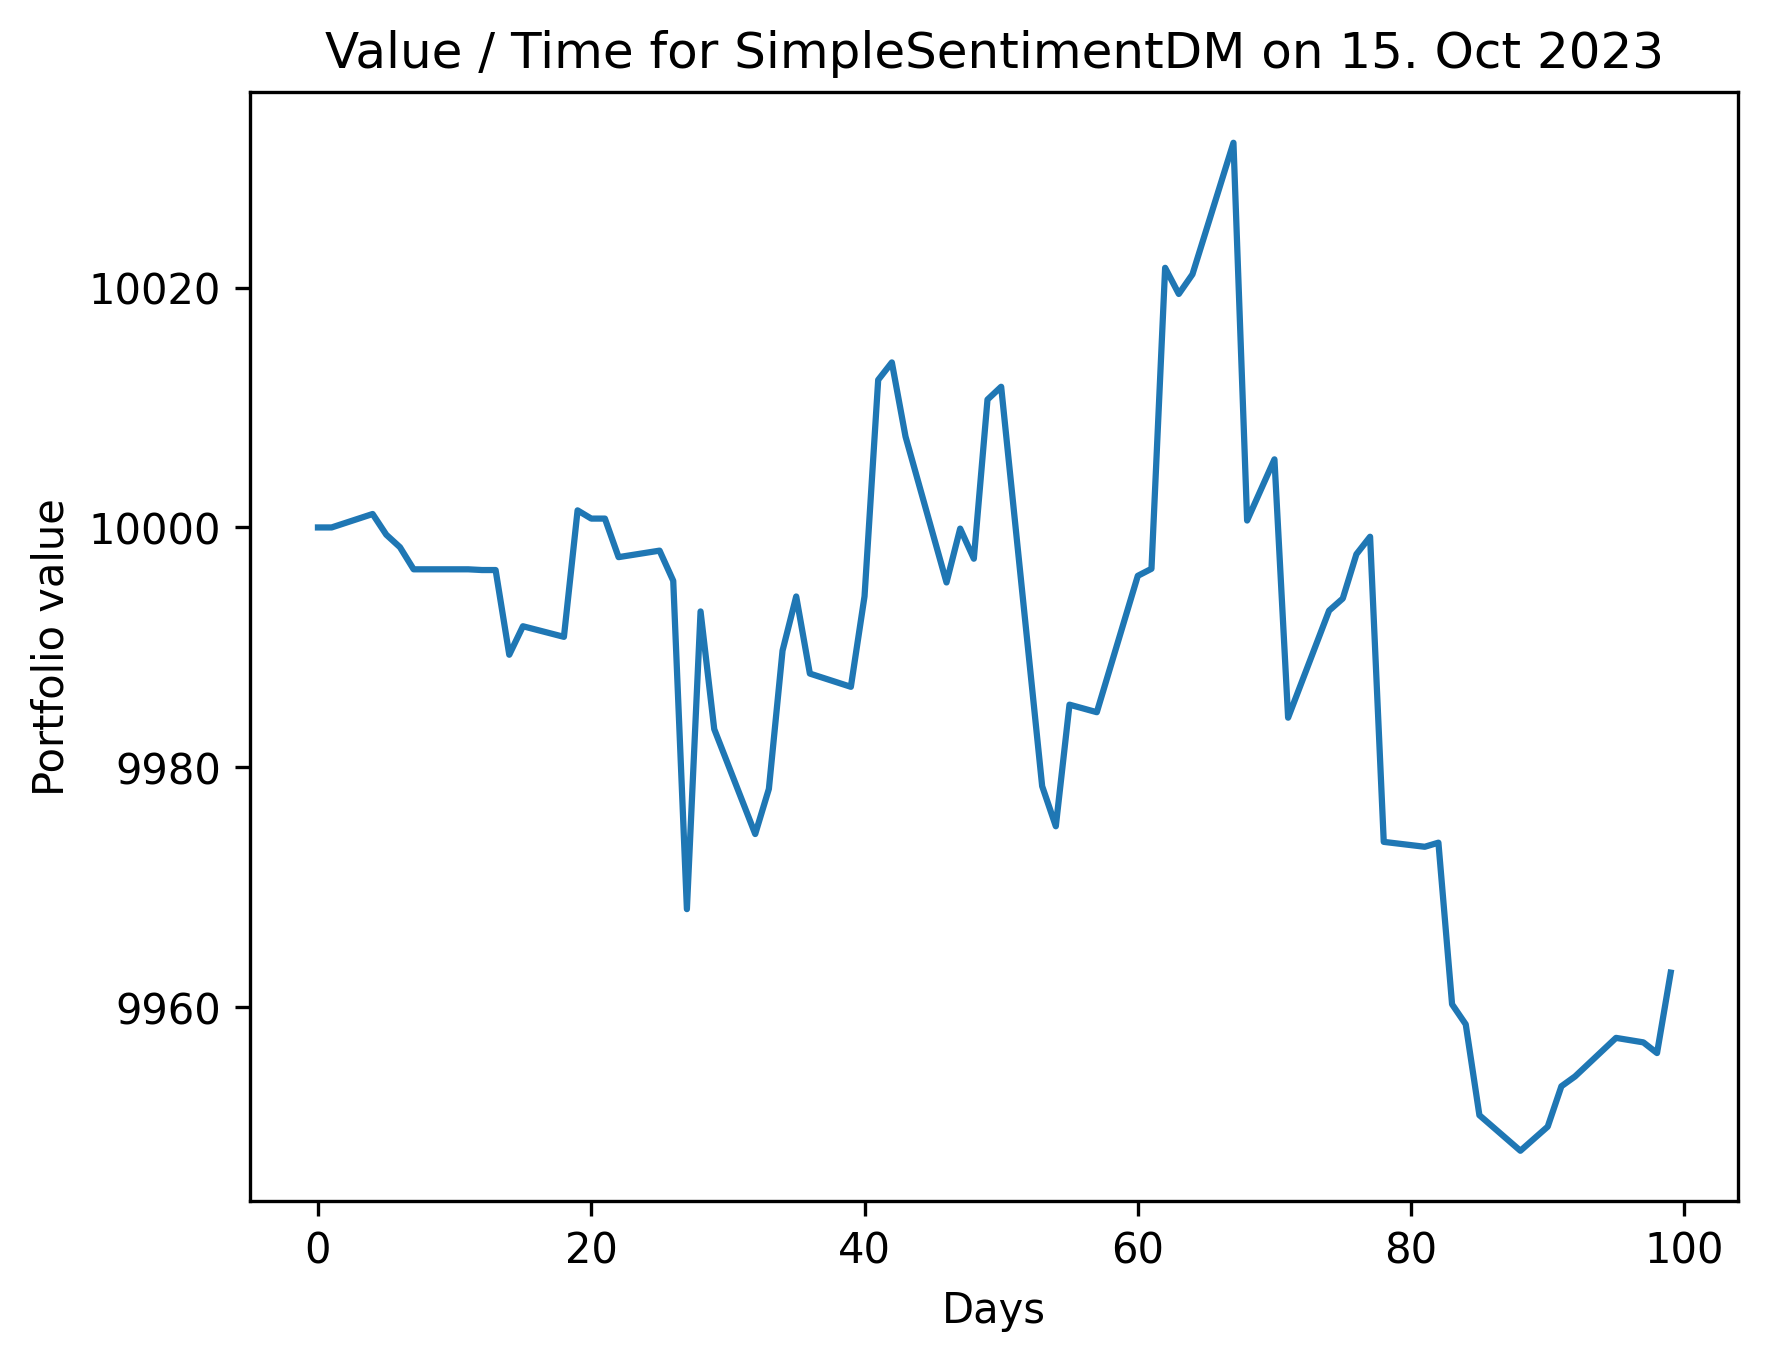 Value / Time for SimpleSentimentDM on 15. Oct 2023
Portfolio value
10020
10000
9980
9960
0 20 40 60 80 100
Days